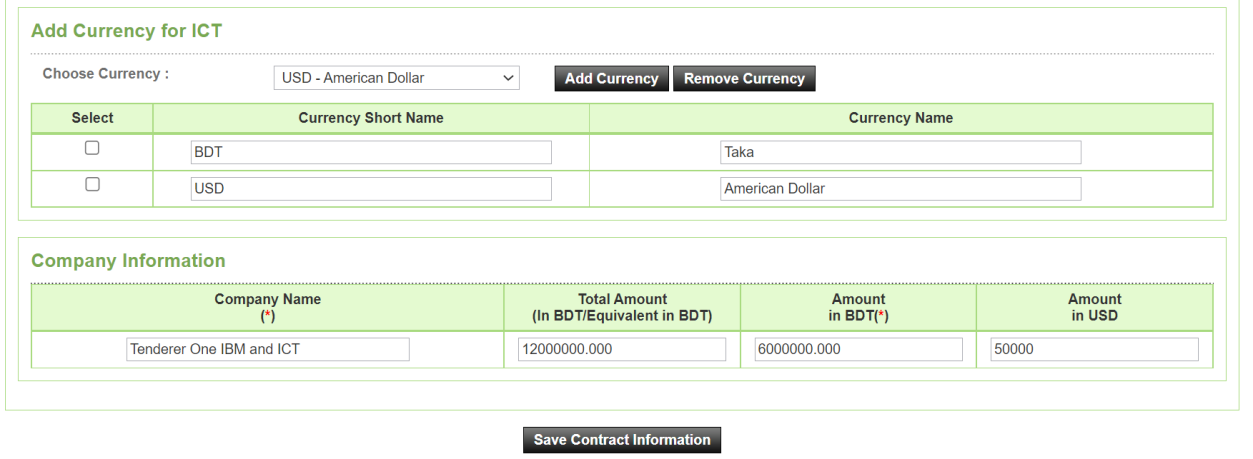 Add Currency for ICT
Choose Currency :
USD - American Dollar
Add Currency
Remove Currency
Select
Currency Short Name
Currency Name
BDT
Taka
USD
American Dollar
Company Information
Company Name
(*)
Total Amount
(In BDT/Equivalent in BDT)
Amount
in BDT(*)
Amount
in USD
Tenderer One IBM and ICT
12000000.000
6000000.000
50000
Save Contract Information